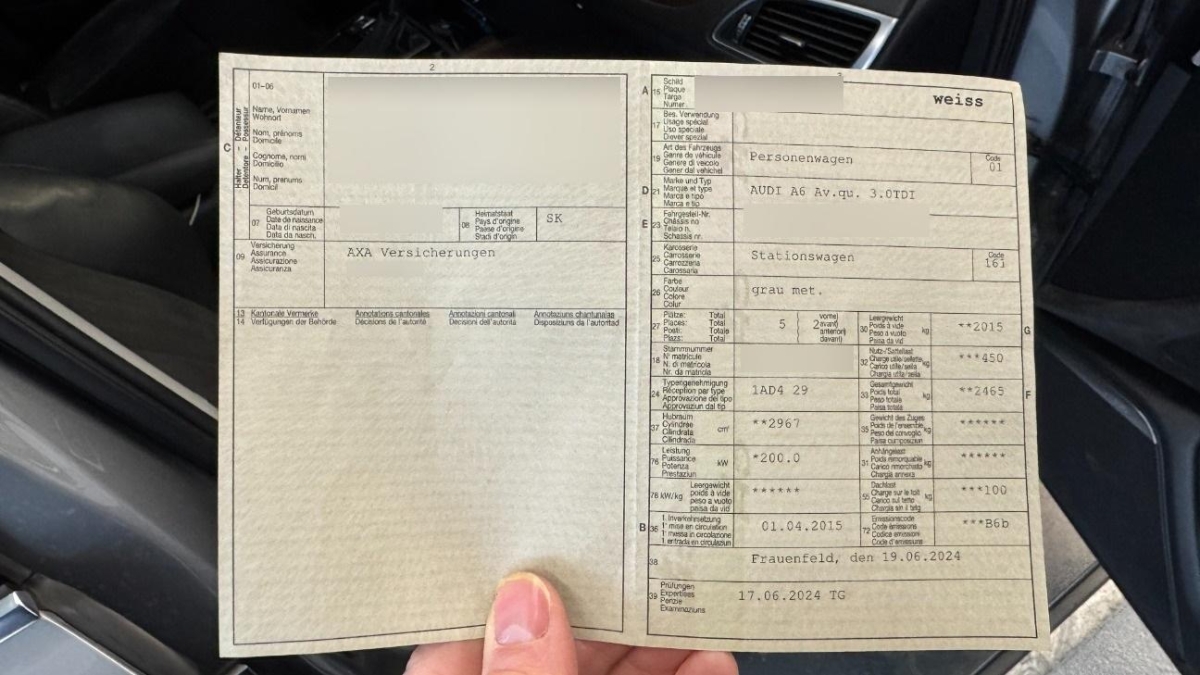 2
01-06
C
Halter - Détenteur
Detentore - Possessur
Name, Vornamen
Wohnort
Nom, prénoms
Domicile
Cognome, nomi
Domicilio
Num, prenums
Domicil
07
Geburtsdatum
Date de naissance
Data di nascita
Data da nasch.
08
Heimatstaat
Pays d'origine
Paese d'origine
Stadi d'origin
SK
09
Versicherung
Assurance
Assicurazione
Assicuranza
AXA Versicherungen
13 Kantonale Vermerke
14 Verfügungen der Behörde
Annotations cantonales
Décisions de l'autorité
Annotazioni cantonali
Decisioni dell'autorità
Annotaziuns chantunalas
Disposiziuns da l'autoritad
3
A 15
Schild
Plaque
Targa
Numer
weiss
17
Bes. Verwendung
Usage spécial
Uso speciale
Diever spezial
19
Art des Fahrzeugs
Genre de véhicule
Genere di veicolo
Gener dal vehichel
Personenwagen
Code
01
D 21
Marke und Typ
Marque et type
Marca e tipo
Marca e tip
AUDI A6 Av.qu. 3.0TDI
E 23
Fahrgestell-Nr.
Châssis no
Telaio n.
Schassis nr.
25
Karosserie
Carrosserie
Carrozzeria
Carossaria
Stationswagen
Code
161
26
Farbe
Couleur
Colore
Colur
grau met.
27
Plätze: Total
Places: Total
Posti: Totale
Plazs: Total
5
2
vorne)
avant)
anteriori)
davant)
30
Leergewicht
Poids à vide
Peso a vuoto
Paisa da vid
kg
**2015
G
18
Stammnummer
N° matricule
N. di matricola
Nr. da matricla
32
Nutz-/Sattellast
Charge utile/sellette
Carico utile/sella
Chargia utila/sella
***450
24
Typengenehmigung
Réception par type
Approvazione del tipo
Approvaziun dal tip
1AD4 29
33
Gesamtgewicht
Poids total
Peso totale
Paisa totala
kg
**2465
F
37
Hubraum
Cylindrée
Cilindrata
Cilindrada
cm³
**2967
35
Gewicht des Zuges
Poids de l'ensemble
Peso del convoglio
Paisa cumposiziun
kg
******
76
Leistung
Puissance
Potenza
Prestaziun
kW
*200.0
31
Anhängelast
Poids remorquable
Carico rimorchiato
Chargia annexa
kg
******
78 kW/kg
Leergewicht
poids à vide
peso a vuoto
paisa da vid
******
55
Dachlast
Charge sur le toit
Carico sul tetto
Chargia sin il tetg
kg
***100
B 36
1. Inverkehrsetzung
1re mise en circulation
1a messa in circolazione
1. entrada en circulaziun
01.04.2015
72
Emissionscode
Code émissions
Codice emissioni
Code d'emissiuns
***B6b
38
Frauenfeld, den 19.06.2024
39
Prüfungen
Expertises
Perizie
Examinaziuns
17.06.2024 TG